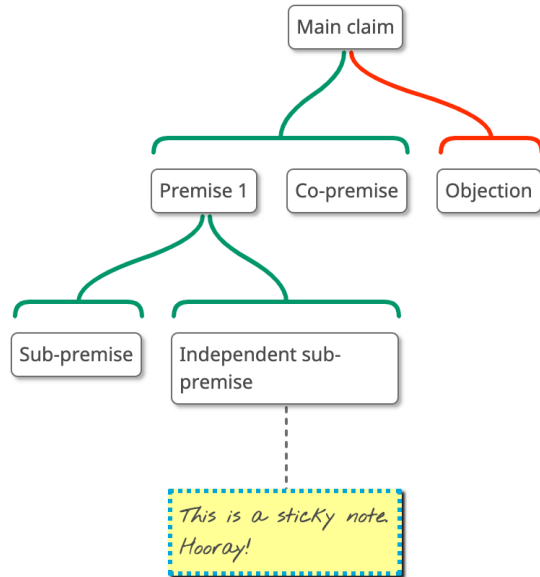 Main claim
Premise 1
Co-premise
Objection
Sub-premise
Independent sub-
premise
This is a sticky note.
Hooray!